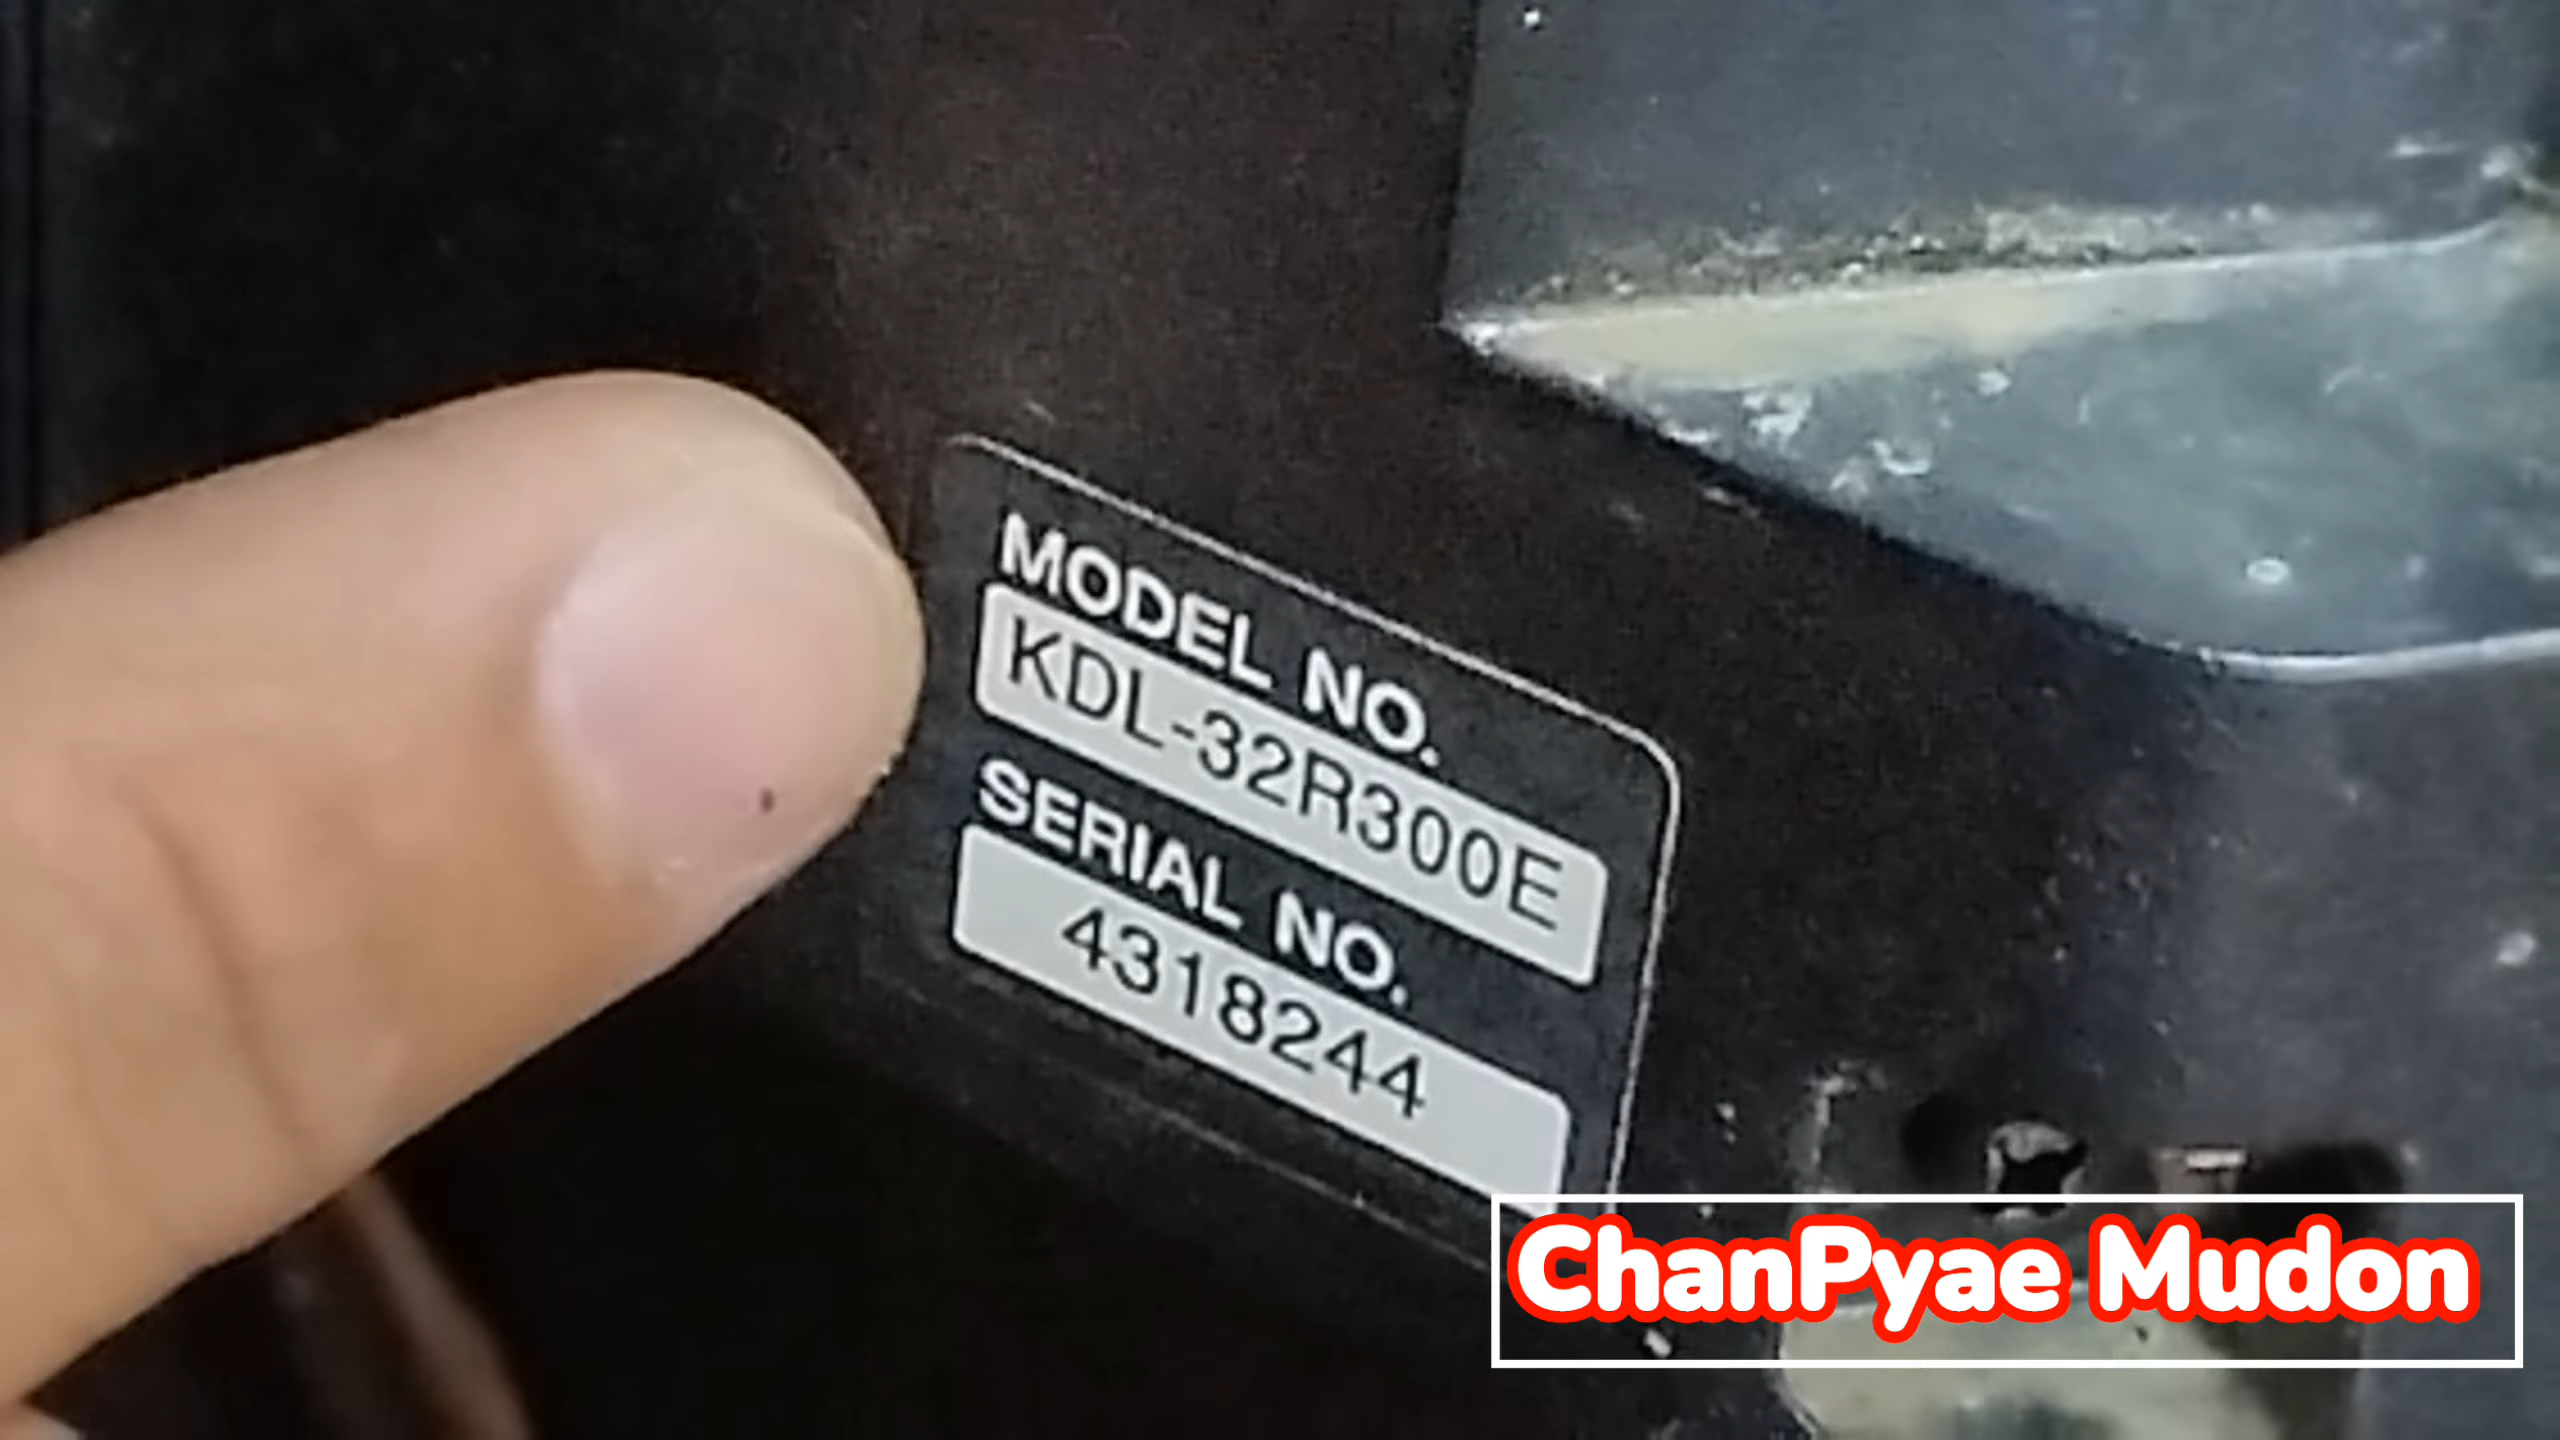 MODEL NO.
KDL-32R300E
SERIAL NO.
4318244
ChanPyae Mudon